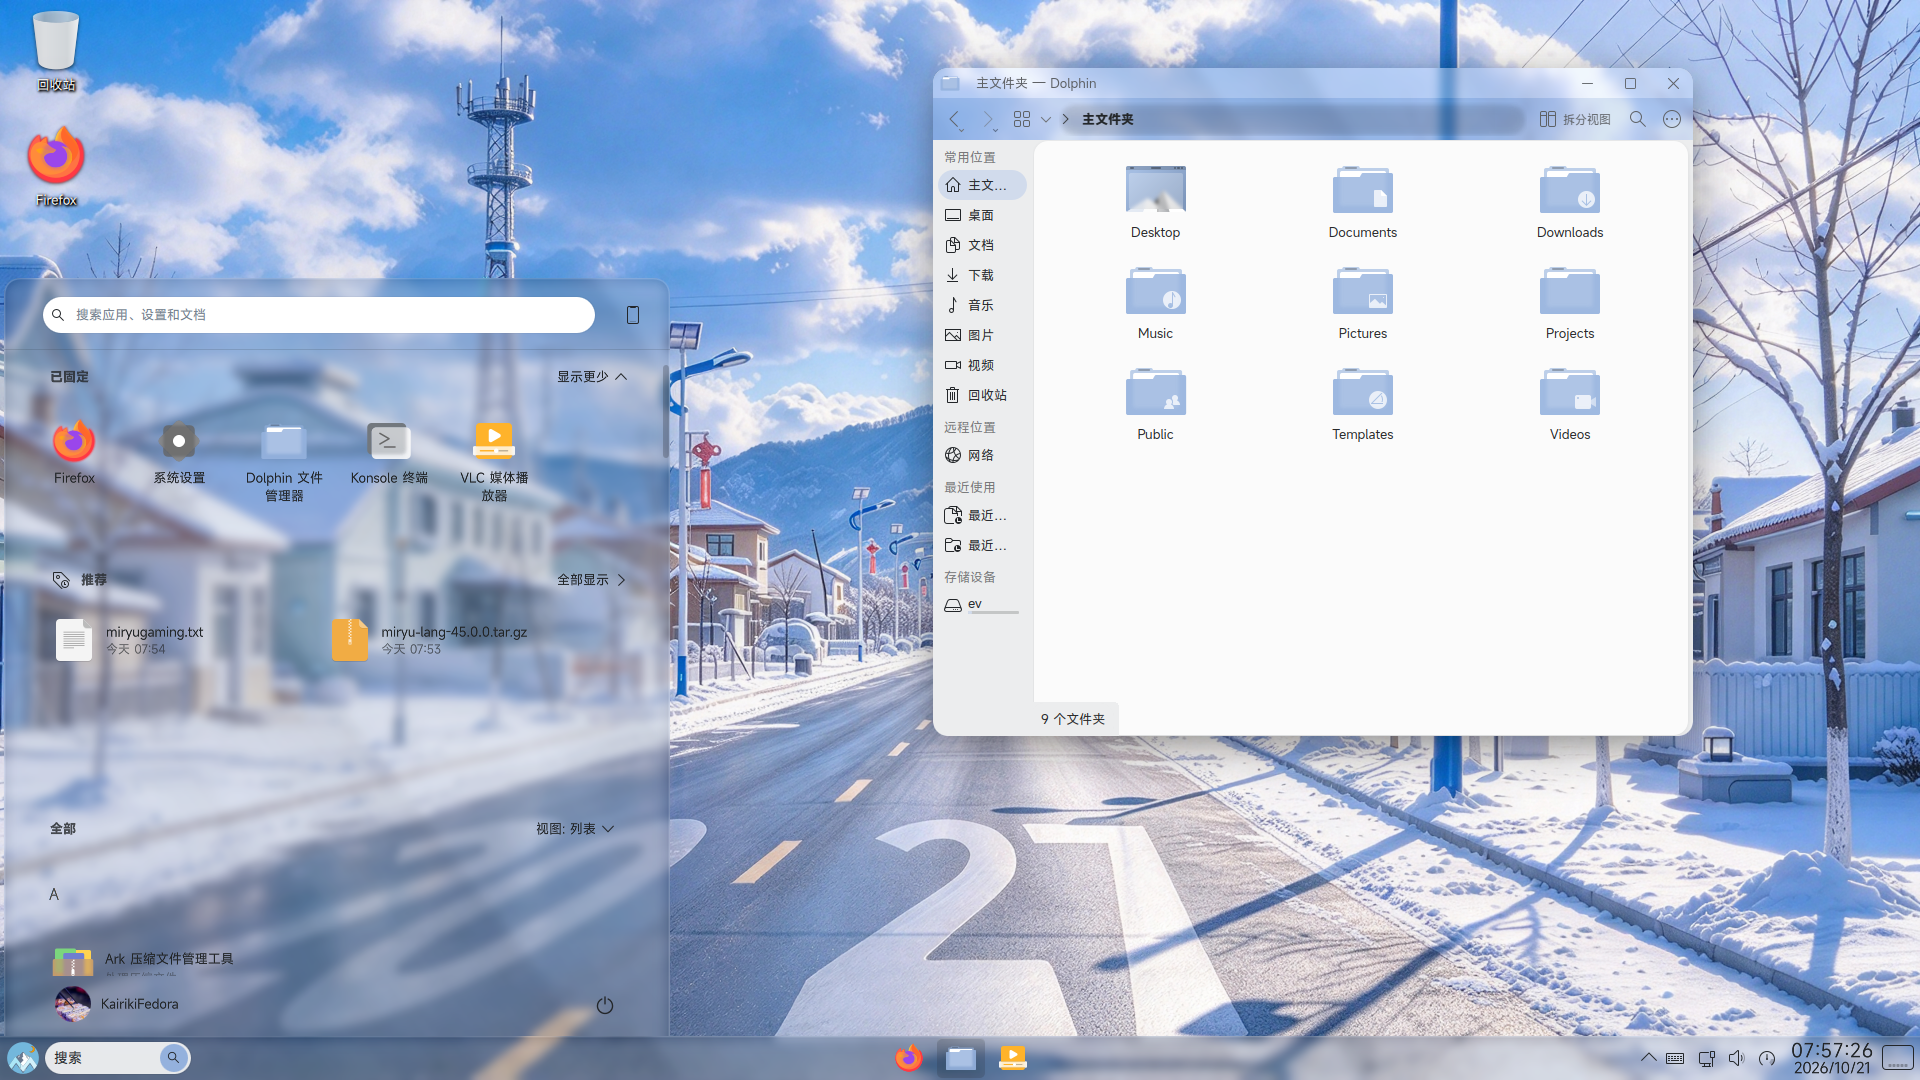 回收站
Firefox
搜索应用、设置和文档
已固定
显示更少
Firefox
系统设置
Dolphin 文件
管理器
Konsole 终端
VLC 媒体播
放器
推荐
全部显示
miryugaming.txt
今天 07:54
miryu-lang-45.0.0.tar.gz
今天 07:53
全部
视图: 列表
A
Ark 压缩文件管理工具
KairikiFedora
主文件夹 — Dolphin
主文件夹
拆分视图
常用位置
主文...
桌面
文档
下载
音乐
图片
视频
回收站
远程位置
网络
最近使用
最近...
最近...
存储设备
ev
Desktop
Documents
Downloads
Music
Pictures
Projects
Public
Templates
Videos
9 个文件夹
27
搜索
07:57:26
2026/10/21